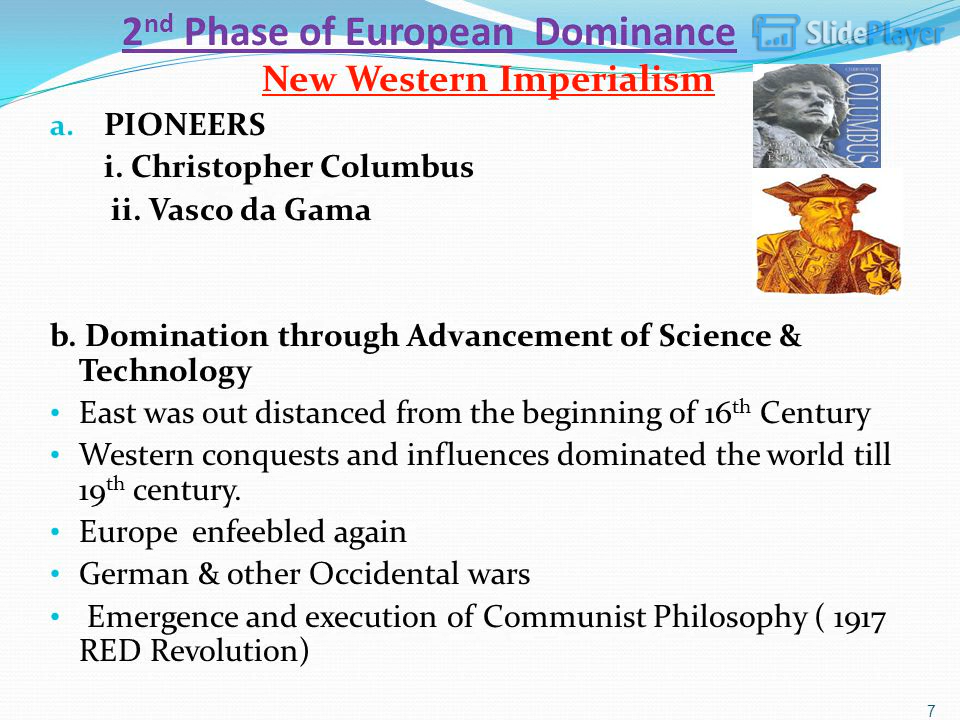 2nd Phase of European Dominance
SlidePlayer
New Western Imperialism
a. PIONEERS
i. Christopher Columbus
ii. Vasco da Gama
COLUMBUS
b. Domination through Advancement of Science &
Technology
• East was out distanced from the beginning of 16th Century
• Western conquests and influences dominated the world till
19th century.
• Europe enfeebled again
• German & other Occidental wars
• Emergence and execution of Communist Philosophy ( 1917
RED Revolution)
7